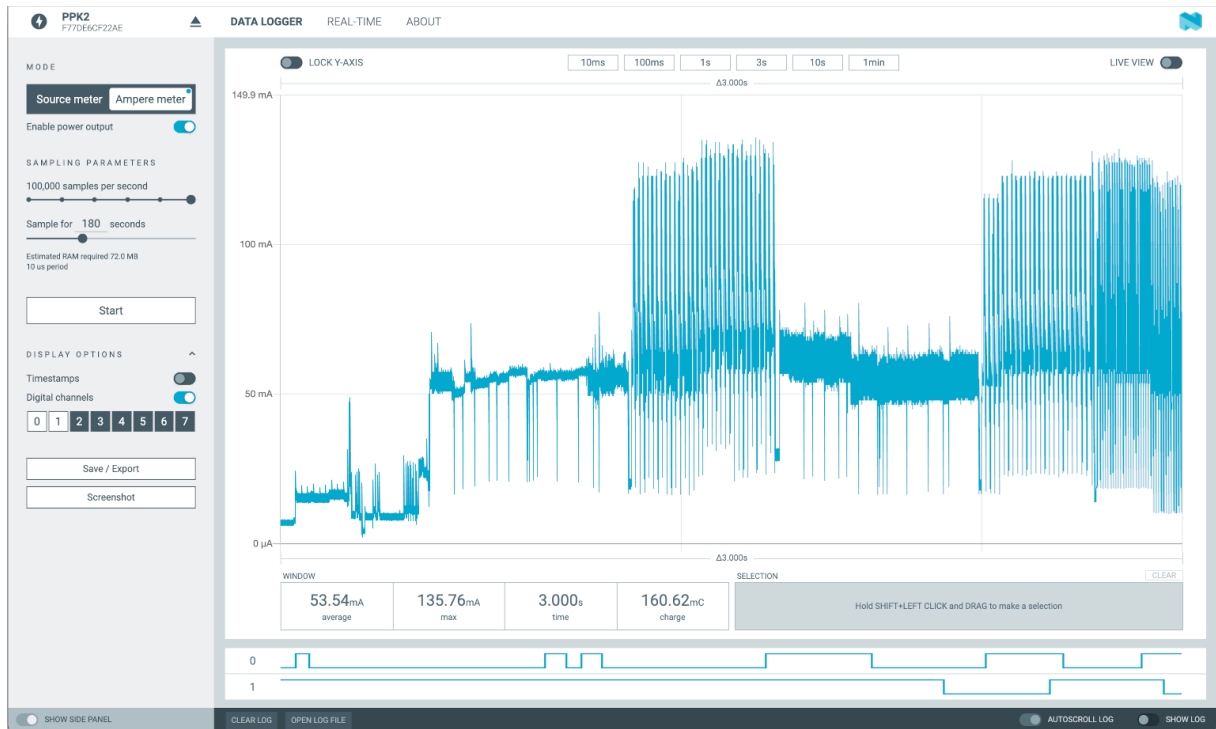 PPK2
F77DE6CF22AE
DATA LOGGER REAL-TIME ABOUT
MODE
Source meter Ampere meter
Enable power output
SAMPLING PARAMETERS
100,000 samples per second
Sample for 180 seconds
Estimated RAM required 72.0 MB
10 us period
Start
DISPLAY OPTIONS
Timestamps
Digital channels
0 1 2 3 4 5 6 7
Save / Export
Screenshot
SHOW SIDE PANEL
LOCK Y-AXIS 10ms 100ms 1s 3s 10s 1min LIVE VIEW
Δ3.000s
149.9 mA
100 mA
50 mA
0 μA
Δ3.000s
WINDOW SELECTION CLEAR
53.54mA 135.76mA 3.000s 160.62mC
average max time charge
Hold SHIFT+LEFT CLICK and DRAG to make a selection
0
1
CLEAR LOG OPEN LOG FILE AUTOSCROLL LOG SHOW LOG